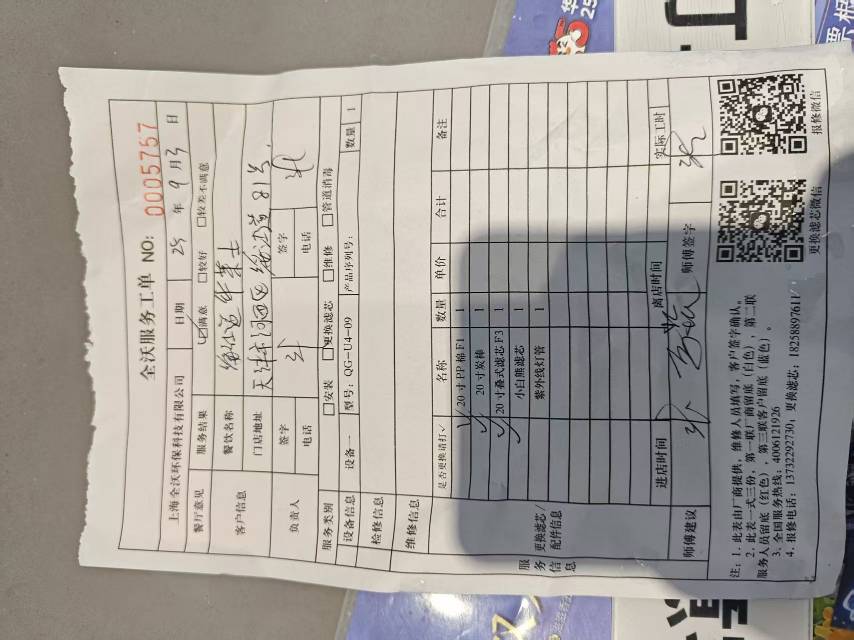 全沃服务工单 NO: 0005757
上海全沃环保科技有限公司 日期 25 年 9 月 3 日
餐厅意见 服务结果 ☑满意 □较好 □较差不满意
客户信息 餐饮名称
门店地址 天津市河西区 道 81号
负责人 签字 签字
电话 电话
服务类别 □安装 □更换滤芯 □维修 □管道消毒
设备信息 设备一 型号: QG-U4-09 产品序列号: 数量 1
检修信息
维修信息
服务信息 更换滤芯/配件信息 是否更换请打✓ 名称 数量 单价 合计 备注
✓ 20寸PP棉F1 1
✓ 20寸炭棒 1
✓ 20寸叠式滤芯F3 1
小白熊滤芯 1
紫外线灯管 1
进店时间 离店时间 实际工时
师傅建议 师傅签字
注: 1. 此表由厂商提供, 维修人员填写, 客户签字确认。
2. 此表一式三份, 第一联厂商留底 (白色), 第二联
服务人员留底 (红色), 第三联客户留底 (蓝色)。
3. 全国服务热线: 4006121926
4. 报修电话: 13732292730, 更换滤芯: 18258897611
更换滤芯微信 报修微信